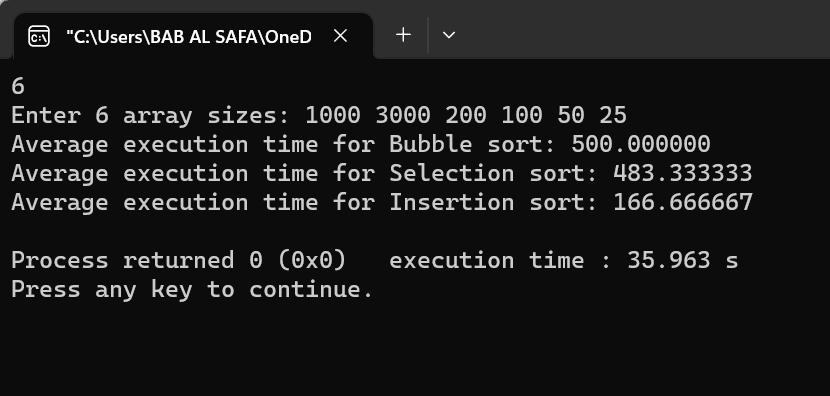 "C:\Users\BAB AL SAFA\OneD
6
Enter 6 array sizes: 1000 3000 200 100 50 25
Average execution time for Bubble sort: 500.000000
Average execution time for Selection sort: 483.333333
Average execution time for Insertion sort: 166.666667
Process returned 0 (0x0)   execution time : 35.963 s
Press any key to continue.